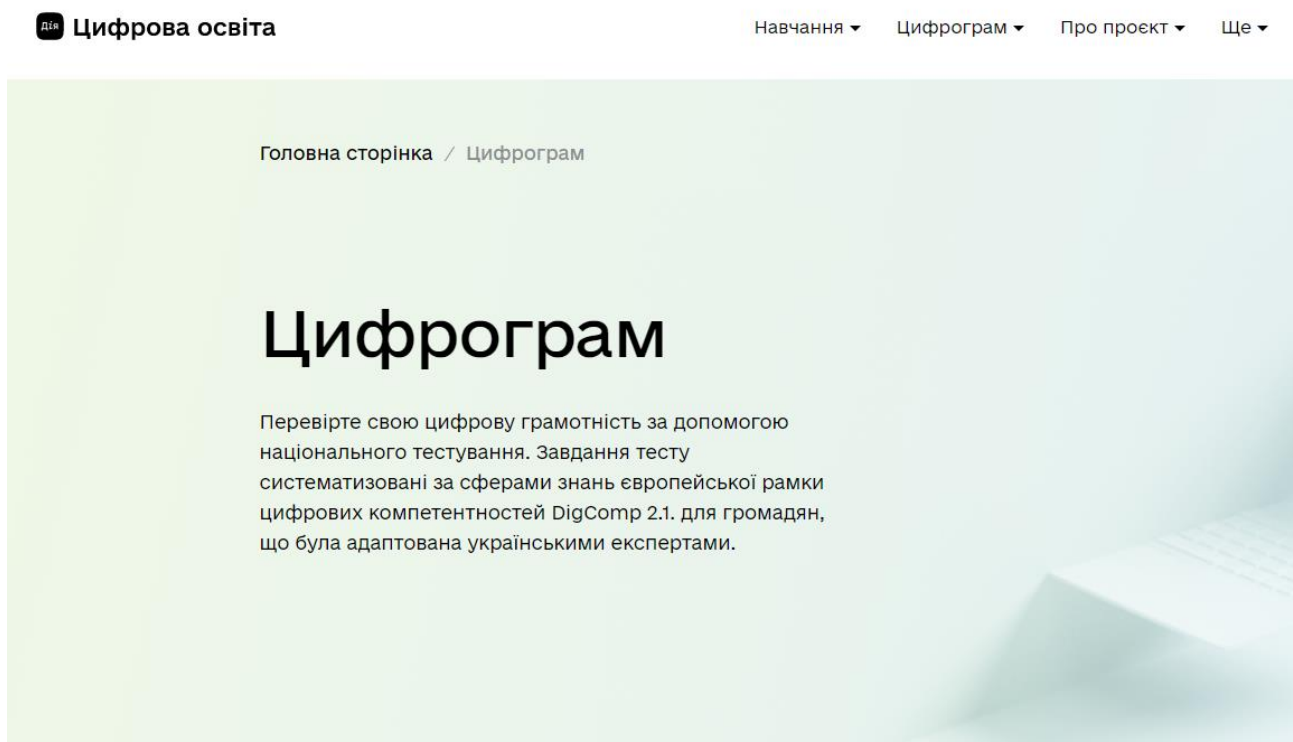 Дія Цифрова освіта
Навчання Цифрограм Про проєкт Ще
Головна сторінка / Цифрограм
Цифрограм
Перевірте свою цифрову грамотність за допомогою
національного тестування. Завдання тесту
систематизовані за сферами знань європейської рамки
цифрових компетентностей DigComp 2.1. для громадян,
що була адаптована українськими експертами.